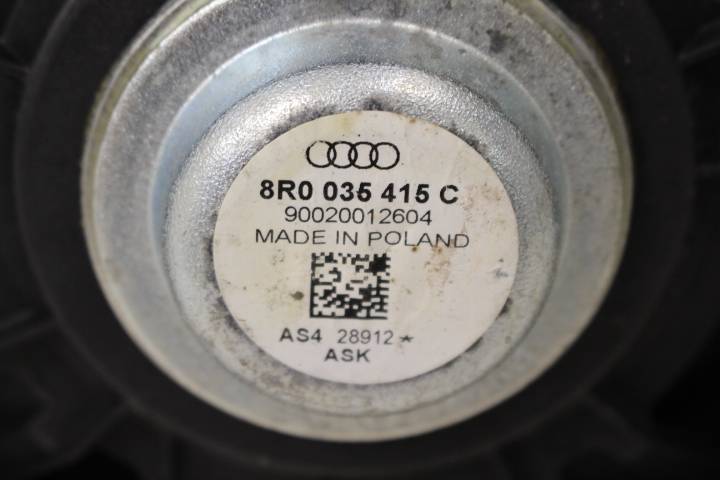 8R0 035 415 C
90020012604
MADE IN POLAND
AS4 28912 *
ASK